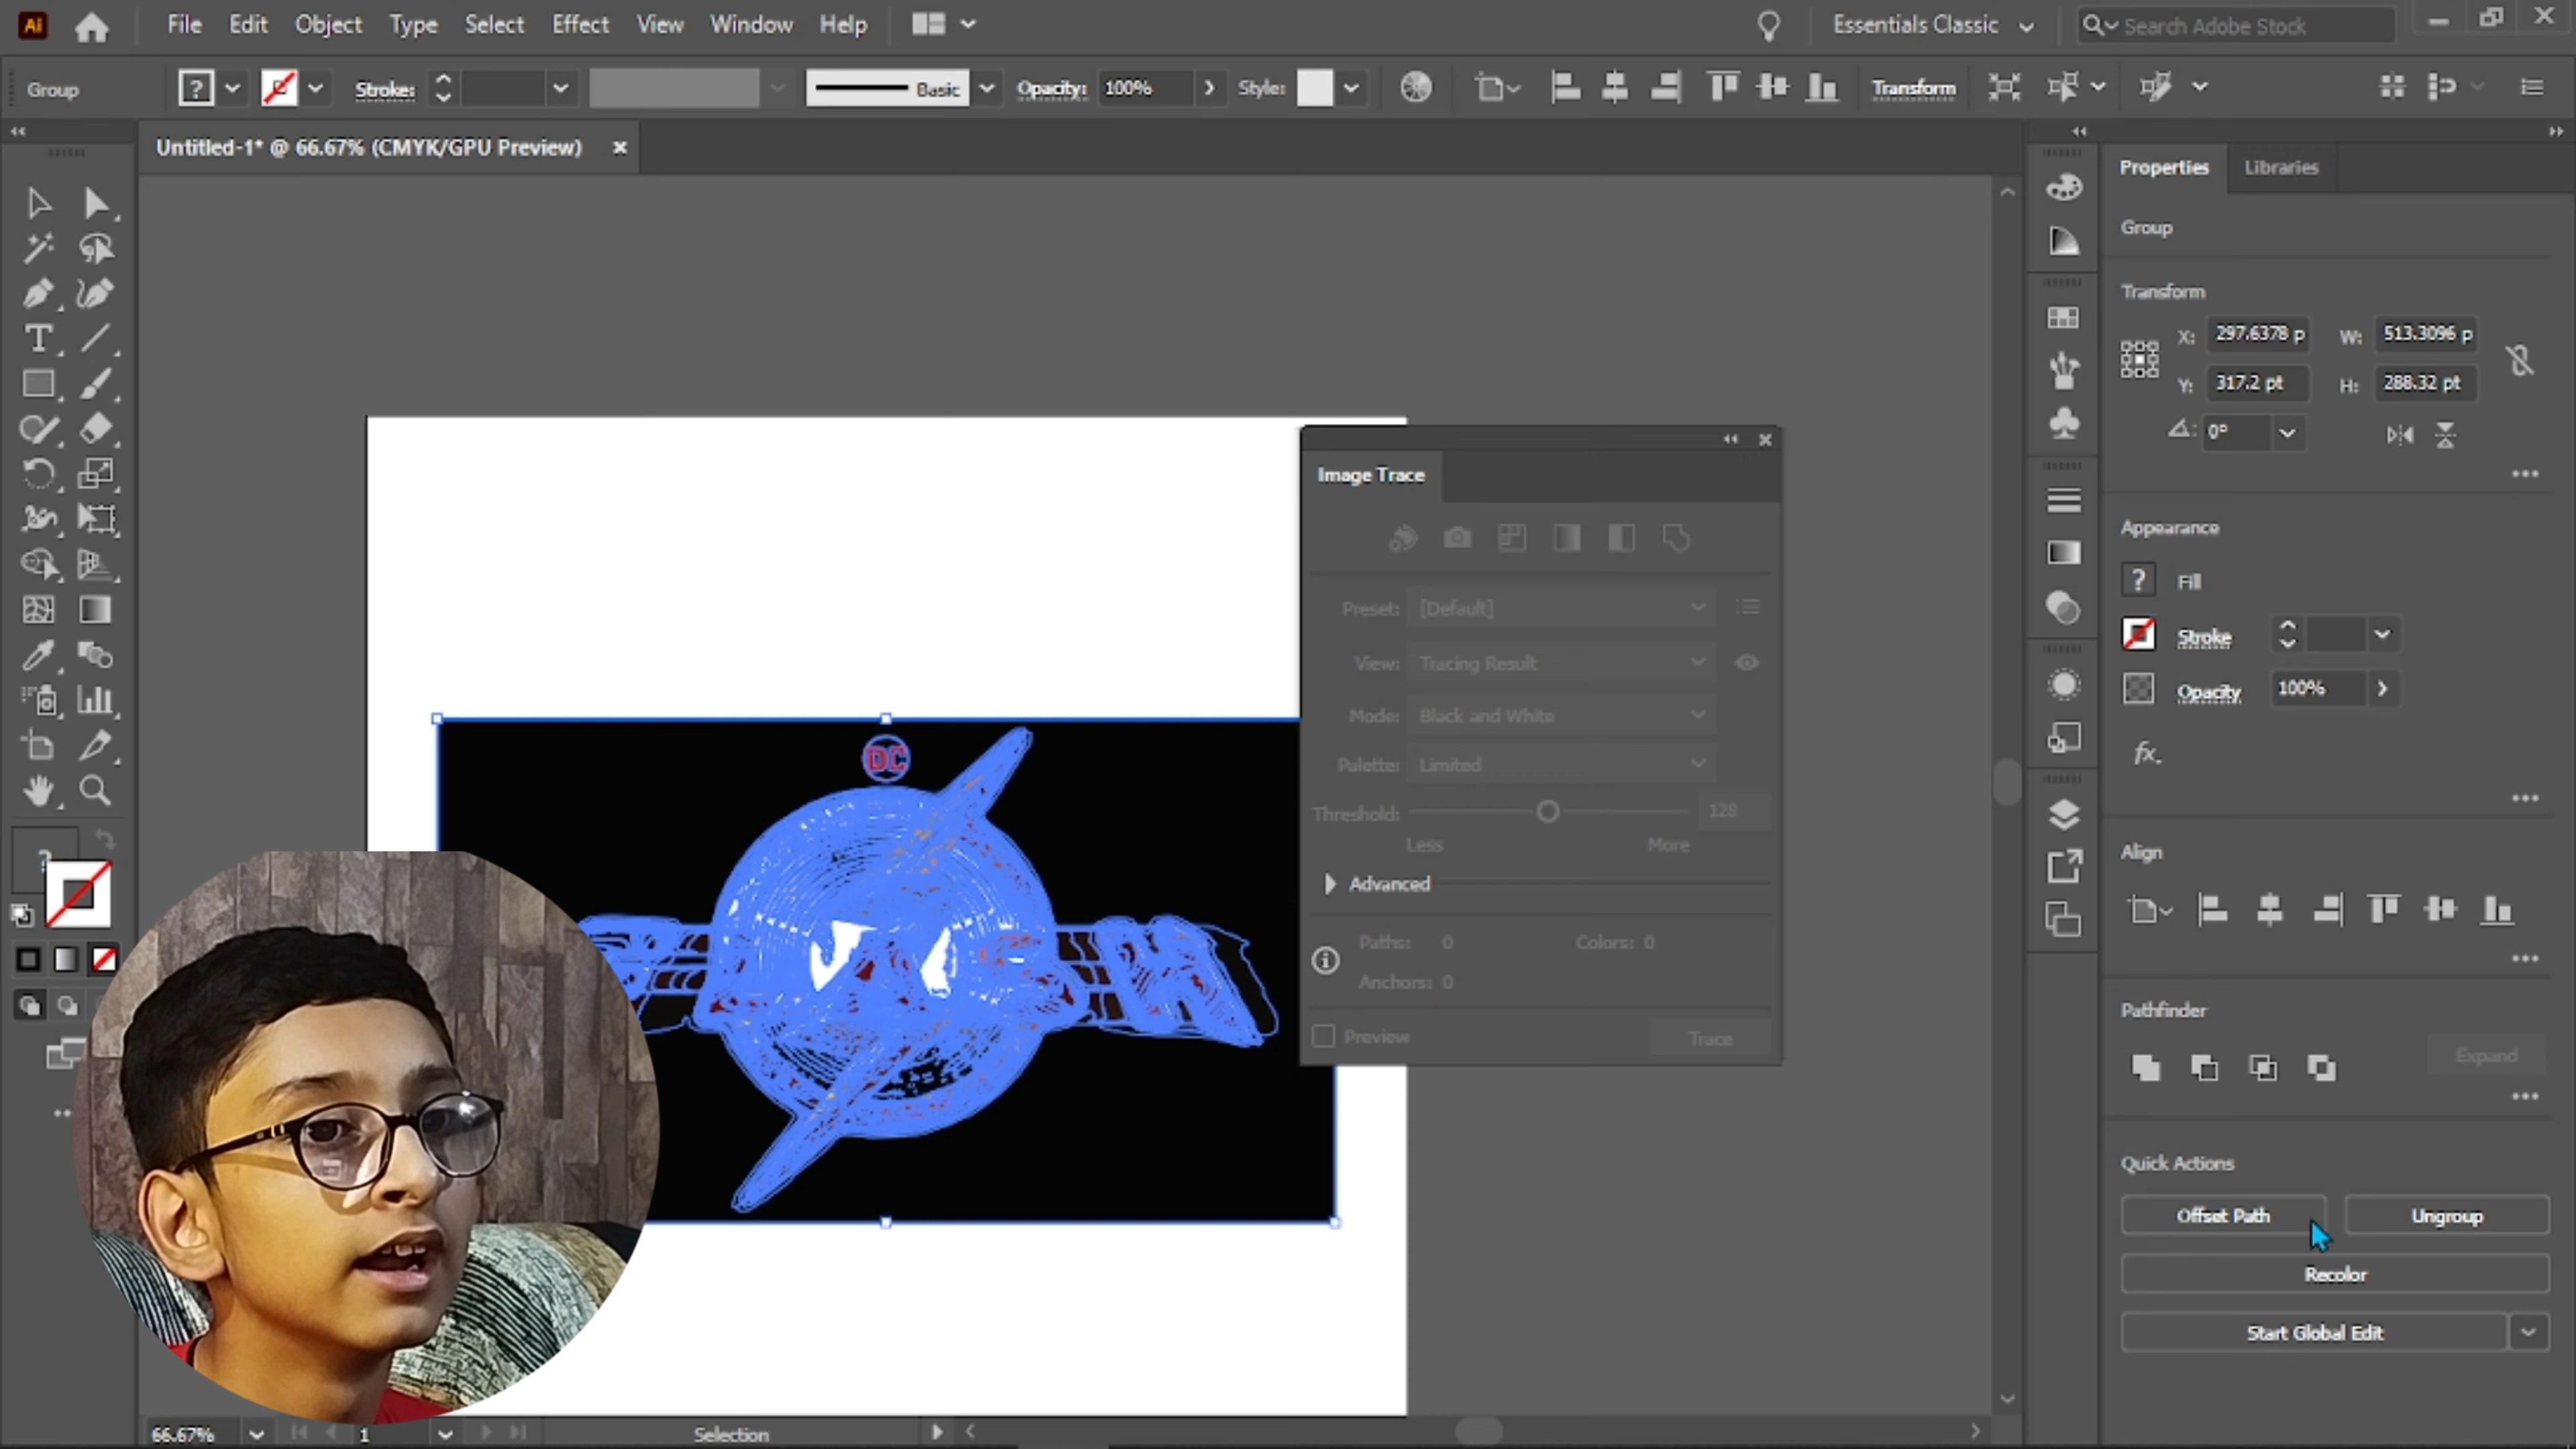 Ai File Edit Object Type Select Effect View Window Help Essentials Classic Search Adobe Stock
Group ? Stroke: Basic Opacity: 100% Style: Transform
Untitled-1* @ 66.67% (CMYK/GPU Preview)
Properties Libraries
Group
Transform
X: 297.6378 p W: 513.3096 p
Y: 317.2 pt H: 288.32 pt
0°
Appearance
? Fill
Stroke
Opacity 100%
fx.
Align
Pathfinder
Expand
Quick Actions
Offset Path Ungroup
Recolor
Start Global Edit
Image Trace
Preset: [Default]
View: Tracing Result
Mode: Black and White
Palette: Limited
Threshold: 128
Less More
Advanced
Paths: 0 Colors: 0
Anchors: 0
Preview Trace
DC
66.67% 1 Selection